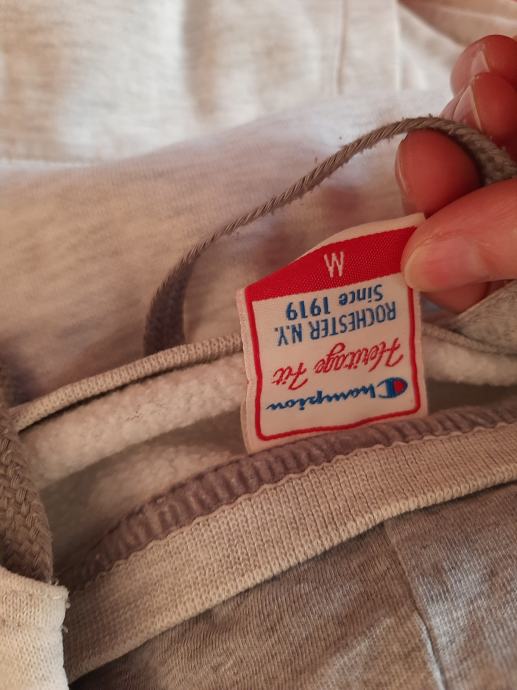 Champion
Heritage Fit
ROCHESTER N.Y.
Since 1919
M